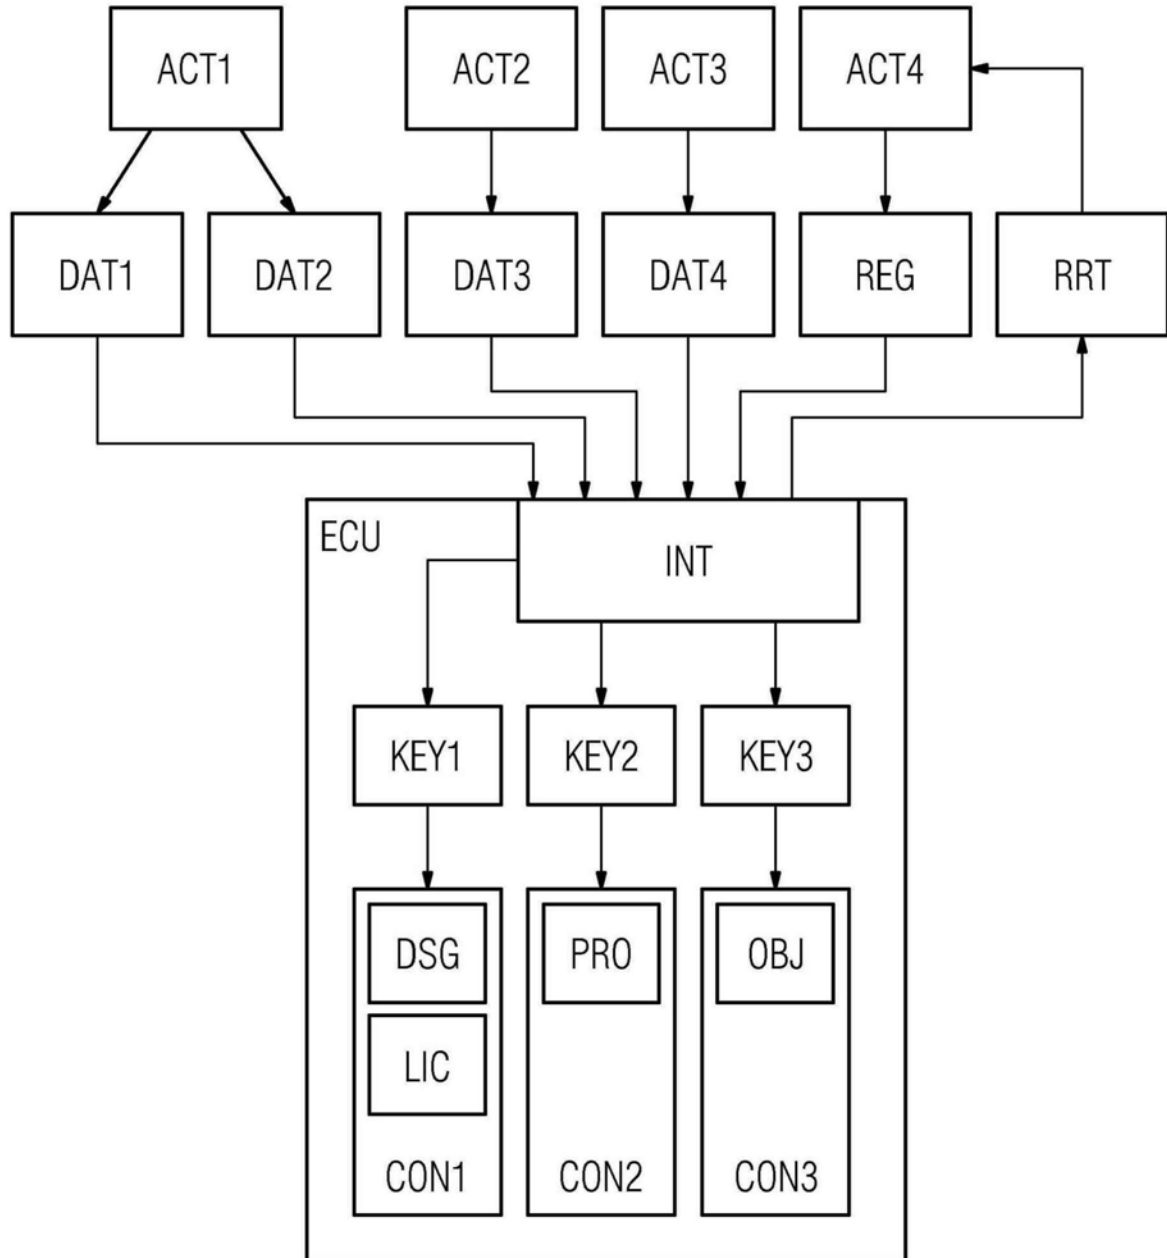 ACT1 ACT2 ACT3 ACT4
DAT1 DAT2 DAT3 DAT4 REG RRT
ECU
INT
KEY1 KEY2 KEY3
DSG PRO OBJ
LIC
CON1 CON2 CON3